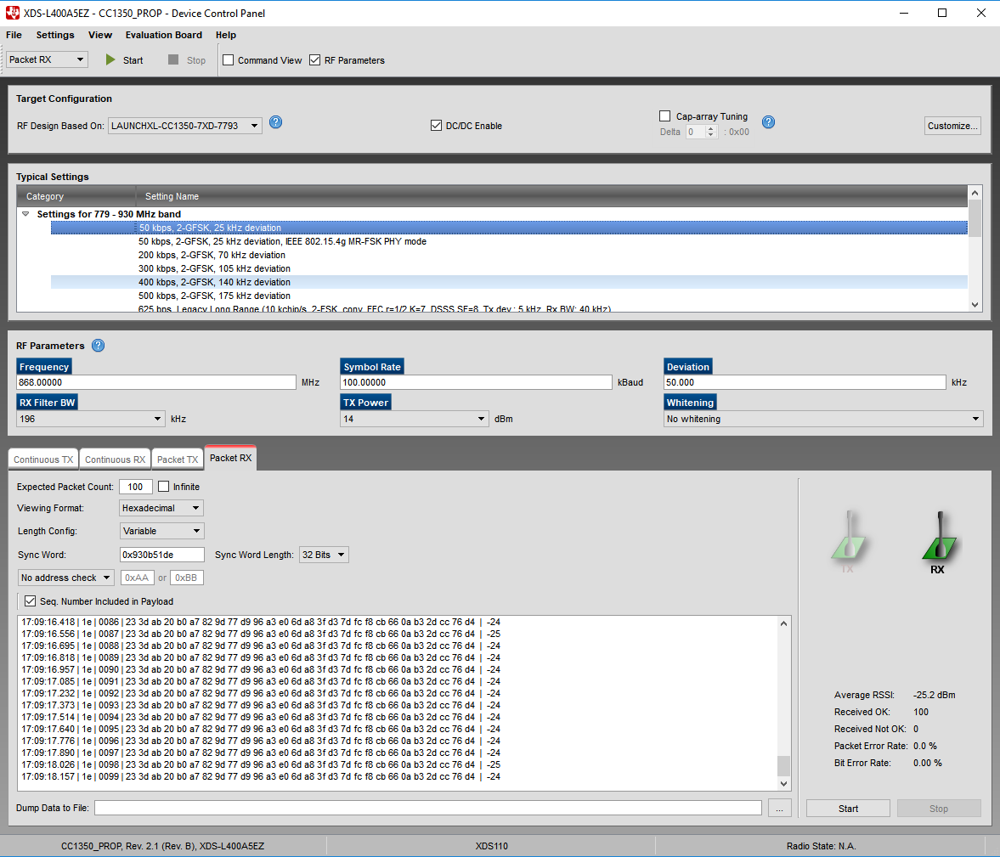 XDS-L400A5EZ - CC1350_PROP - Device Control Panel
File Settings View Evaluation Board Help
Packet RX Start Stop Command View RF Parameters
Target Configuration
RF Design Based On: LAUNCHXL-CC1350-7XD-7793 ? DC/DC Enable Cap-array Tuning ? Customize...
Delta 0 : 0x00
Typical Settings
Category Setting Name
Settings for 779 - 930 MHz band
50 kbps, 2-GFSK, 25 kHz deviation
50 kbps, 2-GFSK, 25 kHz deviation, IEEE 802.15.4g MR-FSK PHY mode
200 kbps, 2-GFSK, 70 kHz deviation
300 kbps, 2-GFSK, 105 kHz deviation
400 kbps, 2-GFSK, 140 kHz deviation
500 kbps, 2-GFSK, 175 kHz deviation
625 bps, Legacy Long Range (10 kchip/s, 2-FSK, conv. FEC r=1/2 K=7, DSSS SF=8, Tx dev.: 5 kHz, Rx BW: 40 kHz)
RF Parameters ?
Frequency Symbol Rate Deviation
868.00000 MHz 100.00000 kBaud 50.000 kHz
RX Filter BW TX Power Whitening
196 kHz 14 dBm No whitening
Continuous TX Continuous RX Packet TX Packet RX
Expected Packet Count: 100 Infinite
Viewing Format: Hexadecimal
Length Config: Variable
Sync Word: 0x930b51de Sync Word Length: 32 Bits
No address check 0xAA or 0xBB
Seq. Number Included in Payload
17:09:16.418 | 1e | 0086 | 23 3d ab 20 b0 a7 82 9d 77 d9 96 a3 e0 6d a8 3f d3 7d fc f8 cb 66 0a b3 2d cc 76 d4 | -24
17:09:16.556 | 1e | 0087 | 23 3d ab 20 b0 a7 82 9d 77 d9 96 a3 e0 6d a8 3f d3 7d fc f8 cb 66 0a b3 2d cc 76 d4 | -25
17:09:16.695 | 1e | 0088 | 23 3d ab 20 b0 a7 82 9d 77 d9 96 a3 e0 6d a8 3f d3 7d fc f8 cb 66 0a b3 2d cc 76 d4 | -24
17:09:16.818 | 1e | 0089 | 23 3d ab 20 b0 a7 82 9d 77 d9 96 a3 e0 6d a8 3f d3 7d fc f8 cb 66 0a b3 2d cc 76 d4 | -24
17:09:16.957 | 1e | 0090 | 23 3d ab 20 b0 a7 82 9d 77 d9 96 a3 e0 6d a8 3f d3 7d fc f8 cb 66 0a b3 2d cc 76 d4 | -24
17:09:17.085 | 1e | 0091 | 23 3d ab 20 b0 a7 82 9d 77 d9 96 a3 e0 6d a8 3f d3 7d fc f8 cb 66 0a b3 2d cc 76 d4 | -24
17:09:17.232 | 1e | 0092 | 23 3d ab 20 b0 a7 82 9d 77 d9 96 a3 e0 6d a8 3f d3 7d fc f8 cb 66 0a b3 2d cc 76 d4 | -24
17:09:17.373 | 1e | 0093 | 23 3d ab 20 b0 a7 82 9d 77 d9 96 a3 e0 6d a8 3f d3 7d fc f8 cb 66 0a b3 2d cc 76 d4 | -24
17:09:17.514 | 1e | 0094 | 23 3d ab 20 b0 a7 82 9d 77 d9 96 a3 e0 6d a8 3f d3 7d fc f8 cb 66 0a b3 2d cc 76 d4 | -24
17:09:17.640 | 1e | 0095 | 23 3d ab 20 b0 a7 82 9d 77 d9 96 a3 e0 6d a8 3f d3 7d fc f8 cb 66 0a b3 2d cc 76 d4 | -24
17:09:17.776 | 1e | 0096 | 23 3d ab 20 b0 a7 82 9d 77 d9 96 a3 e0 6d a8 3f d3 7d fc f8 cb 66 0a b3 2d cc 76 d4 | -24
17:09:17.890 | 1e | 0097 | 23 3d ab 20 b0 a7 82 9d 77 d9 96 a3 e0 6d a8 3f d3 7d fc f8 cb 66 0a b3 2d cc 76 d4 | -24
17:09:18.026 | 1e | 0098 | 23 3d ab 20 b0 a7 82 9d 77 d9 96 a3 e0 6d a8 3f d3 7d fc f8 cb 66 0a b3 2d cc 76 d4 | -25
17:09:18.157 | 1e | 0099 | 23 3d ab 20 b0 a7 82 9d 77 d9 96 a3 e0 6d a8 3f d3 7d fc f8 cb 66 0a b3 2d cc 76 d4 | -24
Dump Data to File: ...
TX RX
Average RSSI: -25.2 dBm
Received OK: 100
Received Not OK: 0
Packet Error Rate: 0.0 %
Bit Error Rate: 0.00 %
Start Stop
CC1350_PROP, Rev. 2.1 (Rev. B), XDS-L400A5EZ XDS110 Radio State: N.A.